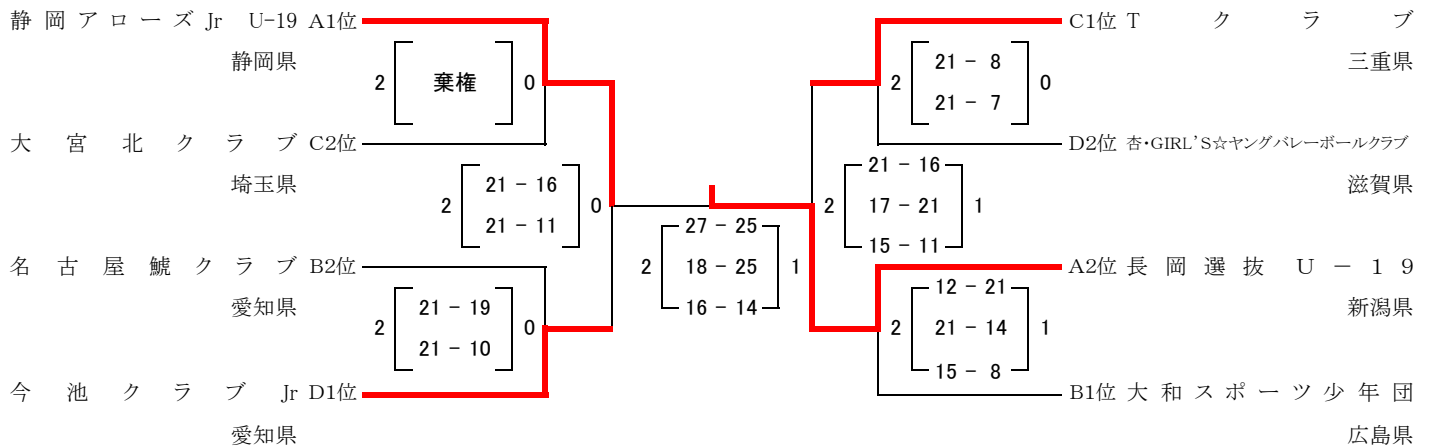 静岡アローズJr U-19 A1位
静岡県
2 棄権 0
大宮北クラブ C2位
埼玉県
2 21 － 16 0
21 － 11
名古屋鯱クラブ B2位
愛知県
2 21 － 19 0
21 － 10
今池クラブJr D1位
愛知県
27 － 25
2 18 － 25 1
16 － 14
C1位 Tクラブ
三重県
2 21 － 8 0
21 － 7
D2位 杏・GIRL'S☆ヤングバレーボールクラブ
滋賀県
21 － 16
2 17 － 21 1
15 － 11
A2位 長岡選抜U－19
新潟県
12 － 21
2 21 － 14 1
15 － 8
B1位 大和スポーツ少年団
広島県